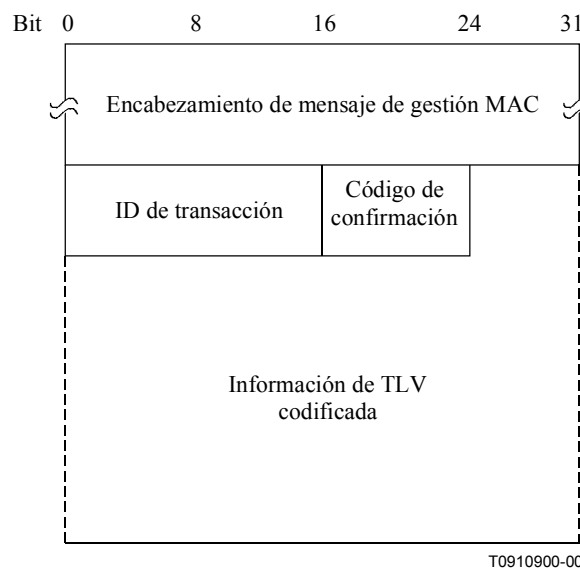 Bit 0 8 16 24 31
Encabezamiento de mensaje de gestión MAC
ID de transacción
Código de
confirmación
Información de TLV
codificada
T0910900-00